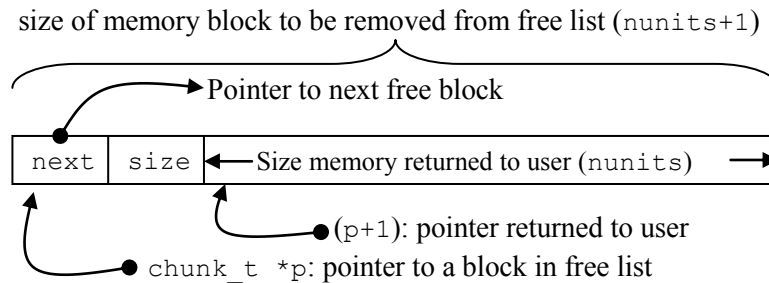 size of memory block to be removed from free list (nunits+1)
Pointer to next free block
next size Size memory returned to user (nunits)
(p+1): pointer returned to user
chunk_t *p: pointer to a block in free list